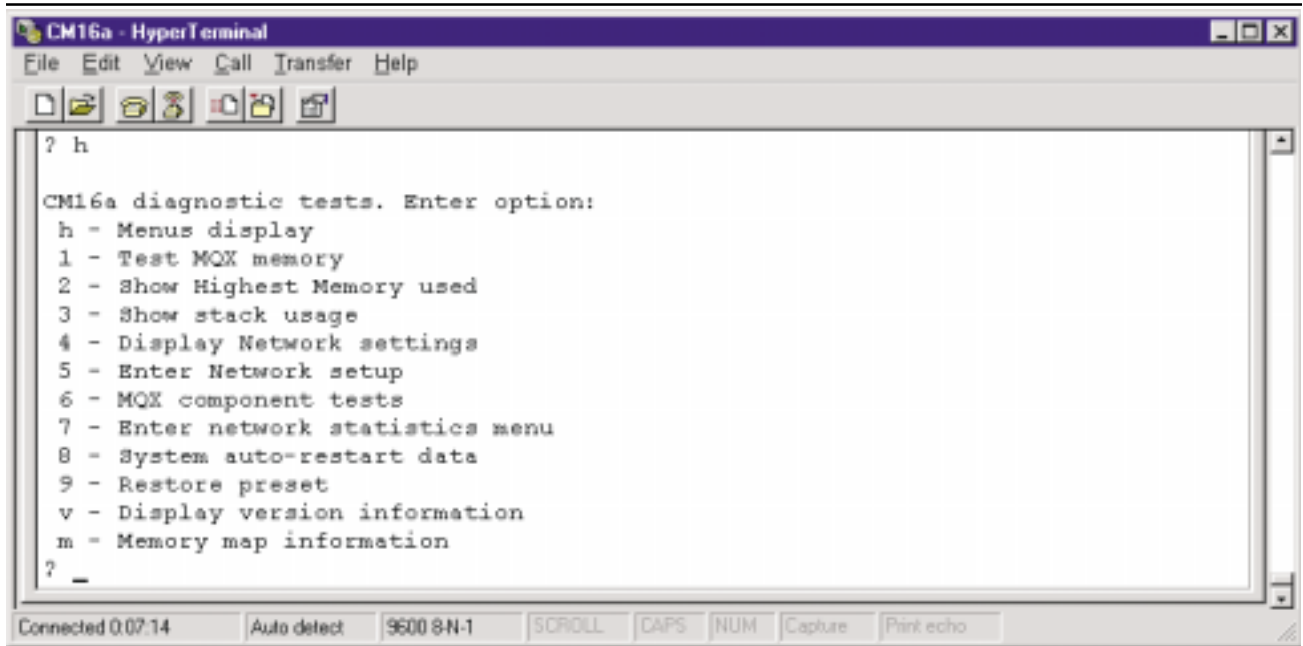 CM16a - HyperTerminal
File Edit View Call Transfer Help
? h
CM16a diagnostic tests. Enter option:
h - Menus display
1 - Test MQX memory
2 - Show Highest Memory used
3 - Show stack usage
4 - Display Network settings
5 - Enter Network setup
6 - MQX component tests
7 - Enter network statistics menu
8 - System auto-restart data
9 - Restore preset
v - Display version information
m - Memory map information
? _
Connected 0:07:14 Auto detect 9600 8-N-1 SCROLL CAPS NUM Capture Print echo